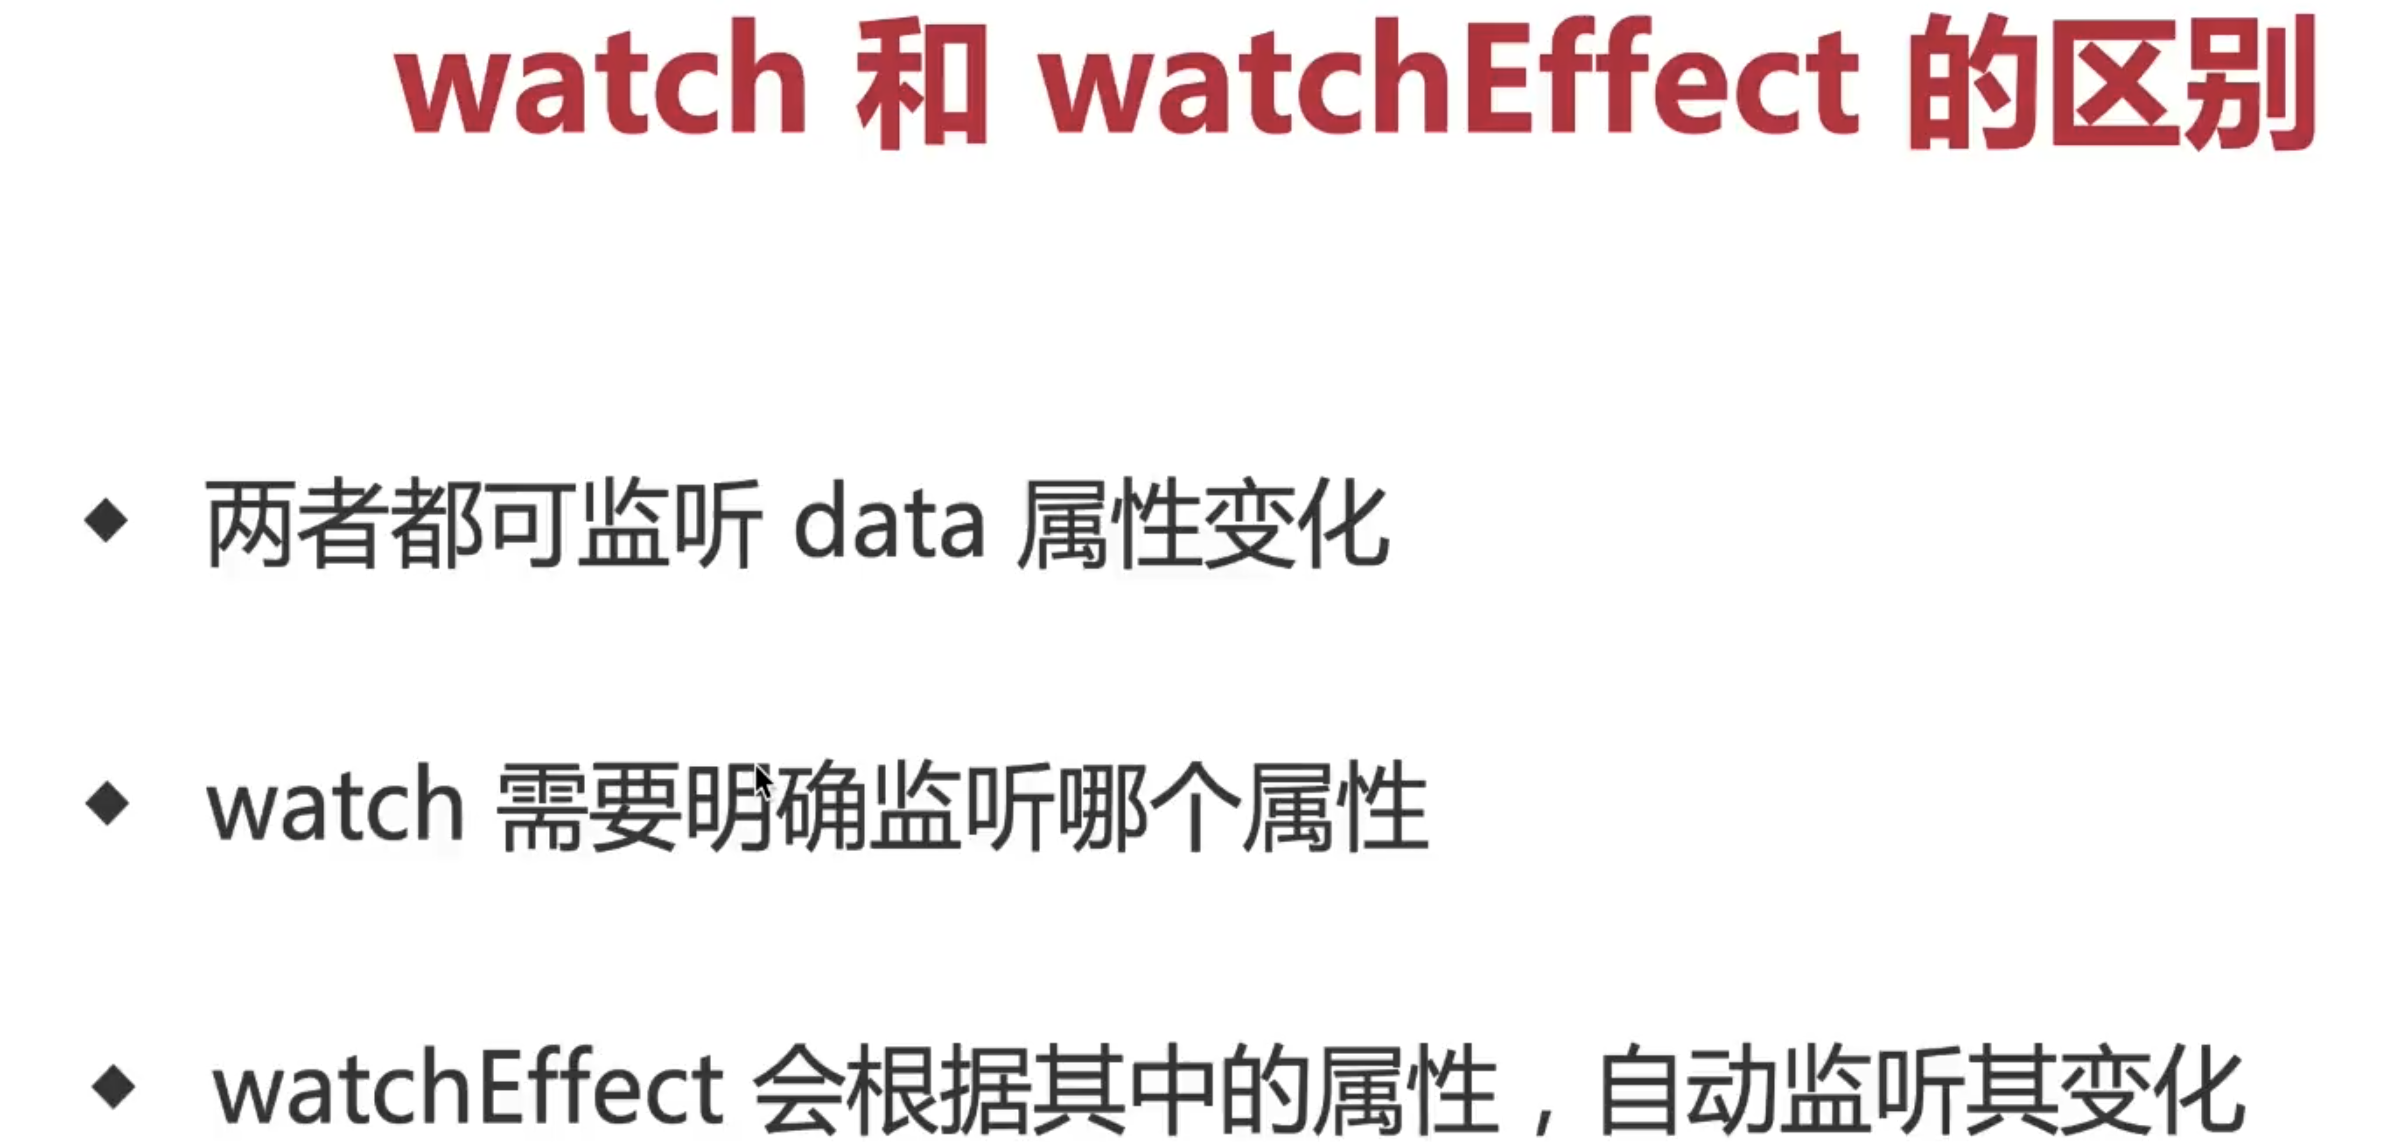 watch 和 watchEffect 的区别
◆ 两者都可监听 data 属性变化
◆ watch 需要明确监听哪个属性
◆ watchEffect 会根据其中的属性，自动监听其变化